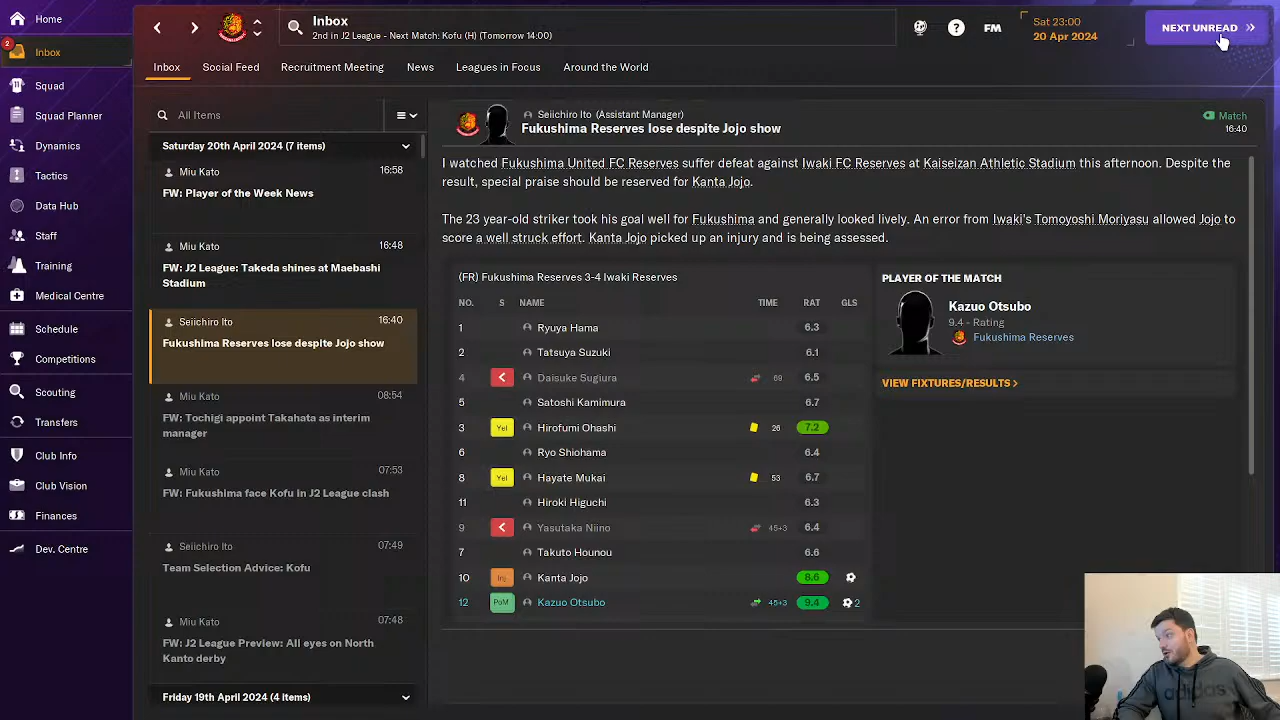 Home
2
Inbox
Squad
Squad Planner
Dynamics
Tactics
Data Hub
Staff
Training
Medical Centre
Schedule
Competitions
Scouting
Transfers
Club Info
Club Vision
Finances
Dev. Centre
Inbox
2nd in J2 League - Next Match: Kofu (H) (Tomorrow 14:00)
?
FM
Sat 23:00
20 Apr 2024
NEXT UNREAD
Inbox
Social Feed
Recruitment Meeting
News
Leagues in Focus
Around the World
All Items
Saturday 20th April 2024 (7 items)
Miu Kato 16:58
FW: Player of the Week News
Miu Kato 16:48
FW: J2 League: Takeda shines at Maebashi
Stadium
Seiichiro Ito 16:40
Fukushima Reserves lose despite Jojo show
Miu Kato 08:54
FW: Tochigi appoint Takahata as interim
manager
Miu Kato 07:53
FW: Fukushima face Kofu in J2 League clash
Seiichiro Ito 07:49
Team Selection Advice: Kofu
Miu Kato 07:48
FW: J2 League Preview: All eyes on North
Kanto derby
Friday 19th April 2024 (4 items)
Seiichiro Ito (Assistant Manager)
Fukushima Reserves lose despite Jojo show
Match
16:40
I watched Fukushima United FC Reserves suffer defeat against Iwaki FC Reserves at Kaiseizan Athletic Stadium this afternoon. Despite the
result, special praise should be reserved for Kanta Jojo.
The 23 year-old striker took his goal well for Fukushima and generally looked lively. An error from Iwaki's Tomoyoshi Moriyasu allowed Jojo to
score a well struck effort. Kanta Jojo picked up an injury and is being assessed.
(FR) Fukushima Reserves 3-4 Iwaki Reserves
NO. S NAME TIME RAT GLS
1 Ryuya Hama 6.3
2 Tatsuya Suzuki 6.1
4 Daisuke Sugiura 69 6.5
5 Satoshi Kamimura 6.7
3 Yel Hirofumi Ohashi 26 7.2
6 Ryo Shiohama 6.4
8 Yel Hayate Mukai 53 6.7
11 Hiroki Higuchi 6.3
9 Yasutaka Niino 45+3 6.4
7 Takuto Hounou 6.6
10 Inj Kanta Jojo 8.6
12 PoM Kazuo Otsubo 45+3 9.4 2
PLAYER OF THE MATCH
Kazuo Otsubo
9.4 - Rating
Fukushima Reserves
VIEW FIXTURES/RESULTS >
adidas